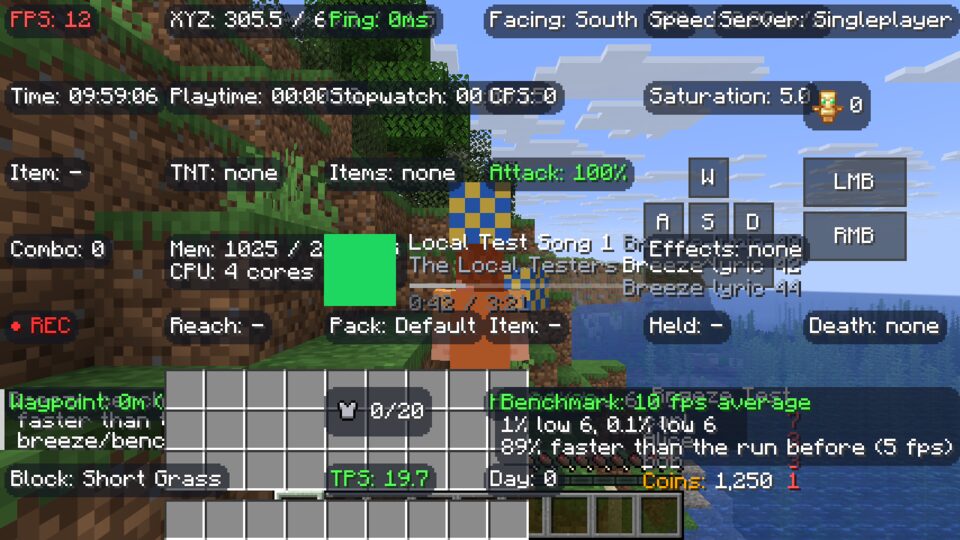 FPS: 12
XYZ: 305.5 / 6
Ping: 0ms
Facing: South
Speed
Server: Singleplayer
Time: 09:59:06
Playtime: 00:00
Stopwatch: 00
CPS: 0
Saturation: 5.0
0
Item: -
TNT: none
Items: none
Attack: 100%
W
LMB
A S D
RMB
Combo: 0
Mem: 1025 / 2
CPU: 4 cores
Local Test Song 1
The Local Testers
0:42 / 3:21
Effects: none
Breeze-lyric-42
Breeze-lyric-44
REC
Reach: -
Pack: Default
Item: -
Held: -
Death: none
Waypoint: 0m
faster than
breeze/benc
0/20
Breeze Test
Benchmark: 10 fps average
1% low 6, 0.1% low 6
89% faster than the run before (5 fps)
Block: Short Grass
TPS: 19.7
Day: 0
Coins: 1,250
1